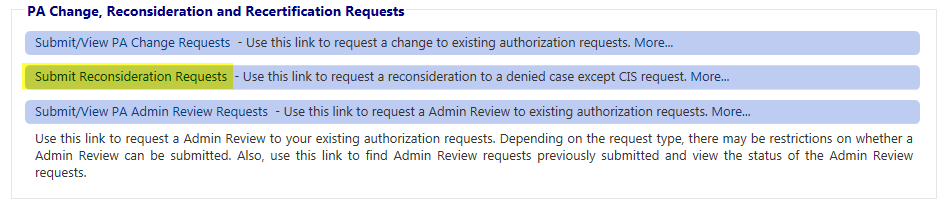 PA Change, Reconsideration and Recertification Requests
Submit/View PA Change Requests - Use this link to request a change to existing authorization requests. More...
Submit Reconsideration Requests - Use this link to request a reconsideration to a denied case except CIS request. More...
Submit/View PA Admin Review Requests - Use this link to request a Admin Review to existing authorization requests. More...
Use this link to request a Admin Review to your existing authorization requests. Depending on the request type, there may be restrictions on whether a
Admin Review can be submitted. Also, use this link to find Admin Review requests previously submitted and view the status of the Admin Review
requests.